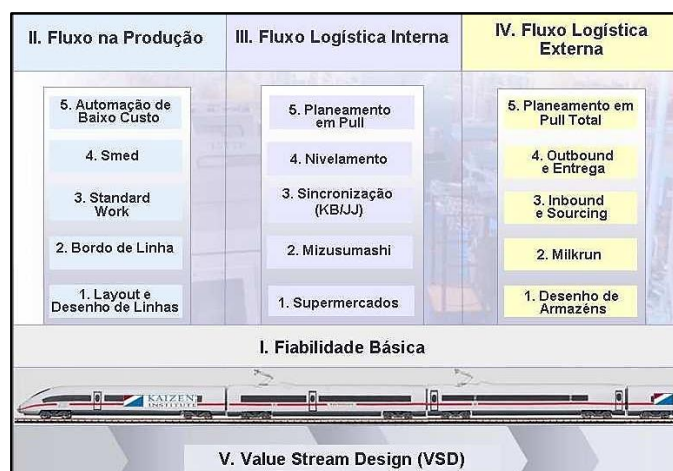 II. Fluxo na Produção
III. Fluxo Logística Interna
IV. Fluxo Logística
Externa
5. Automação de
Baixo Custo
4. Smed
3. Standard
Work
2. Bordo de Linha
1. Layout e
Desenho de Linhas
5. Planeamento
em Pull
4. Nivelamento
3. Sincronização
(KB/JJ)
2. Mizusumashi
1. Supermercados
5. Planeamento em
Pull Total
4. Outbound
e Entrega
3. Inbound
e Sourcing
2. Milkrun
1. Desenho de
Armazéns
I. Fiabilidade Básica
KAIZEN
INSTITUTE
V. Value Stream Design (VSD)